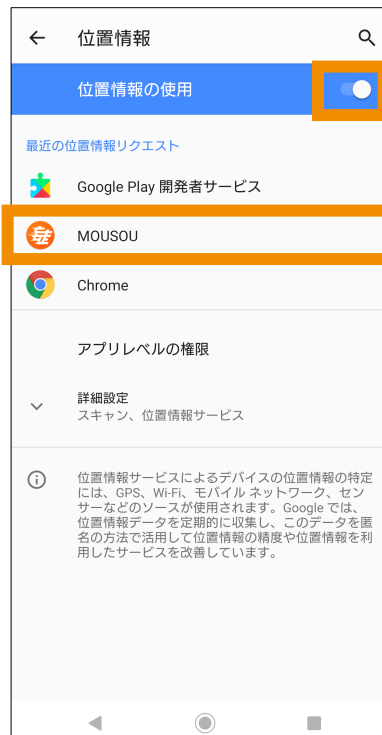 位置情報
位置情報の使用
最近の位置情報リクエスト
Google Play 開発者サービス
MOUSOU
Chrome
アプリレベルの権限
詳細設定
スキャン、位置情報サービス
位置情報サービスによるデバイスの位置情報の特定
には、GPS、Wi-Fi、モバイル ネットワーク、セン
サーなどのソースが使用されます。Google では、
位置情報データを定期的に収集し、このデータを匿
名の方法で活用して位置情報の精度や位置情報を利
用したサービスを改善しています。